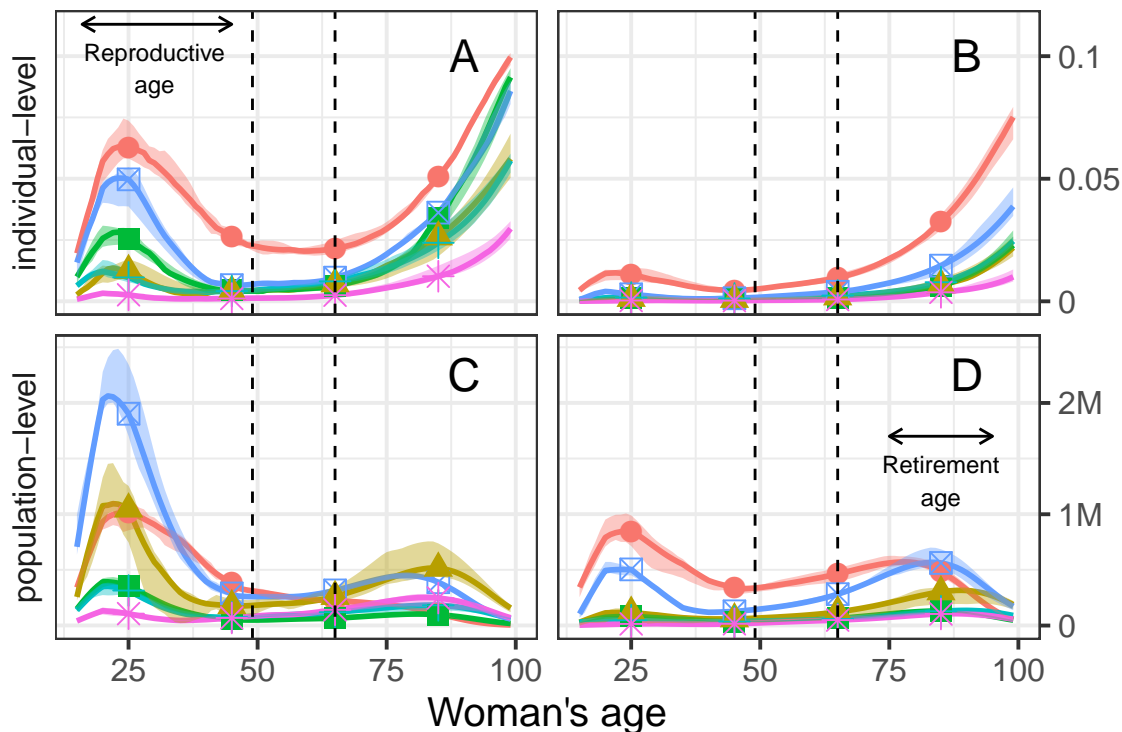 individual−level
Reproductive
age
A
B
0.1
0.05
0
population−level
C
D
2M
1M
0
Retirement
age
25
50
75
100
25
50
75
100
Woman's age